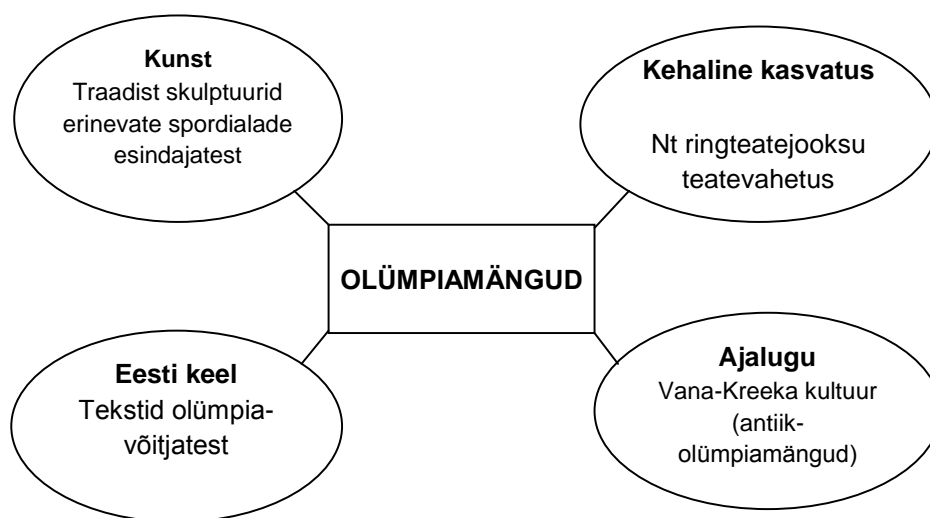 Kunst
Traadist skulptuurid
erinevate spordialade
esindajatest
Kehaline kasvatus
Nt ringteatejooksu
teatevahetus
OLÜMPIAMÄNGUD
Eesti keel
Tekstid olümpia-
võitjatest
Ajalugu
Vana-Kreeka kultuur
(antiik-
olümpiamängud)